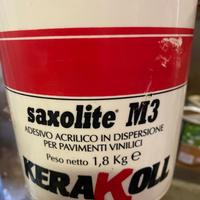 saxolite® M3
ADESIVO ACRILICO IN DISPERSIONE
PER PAVIMENTI VINILICI
Peso netto 1,8 Kg e
KERAKOLL